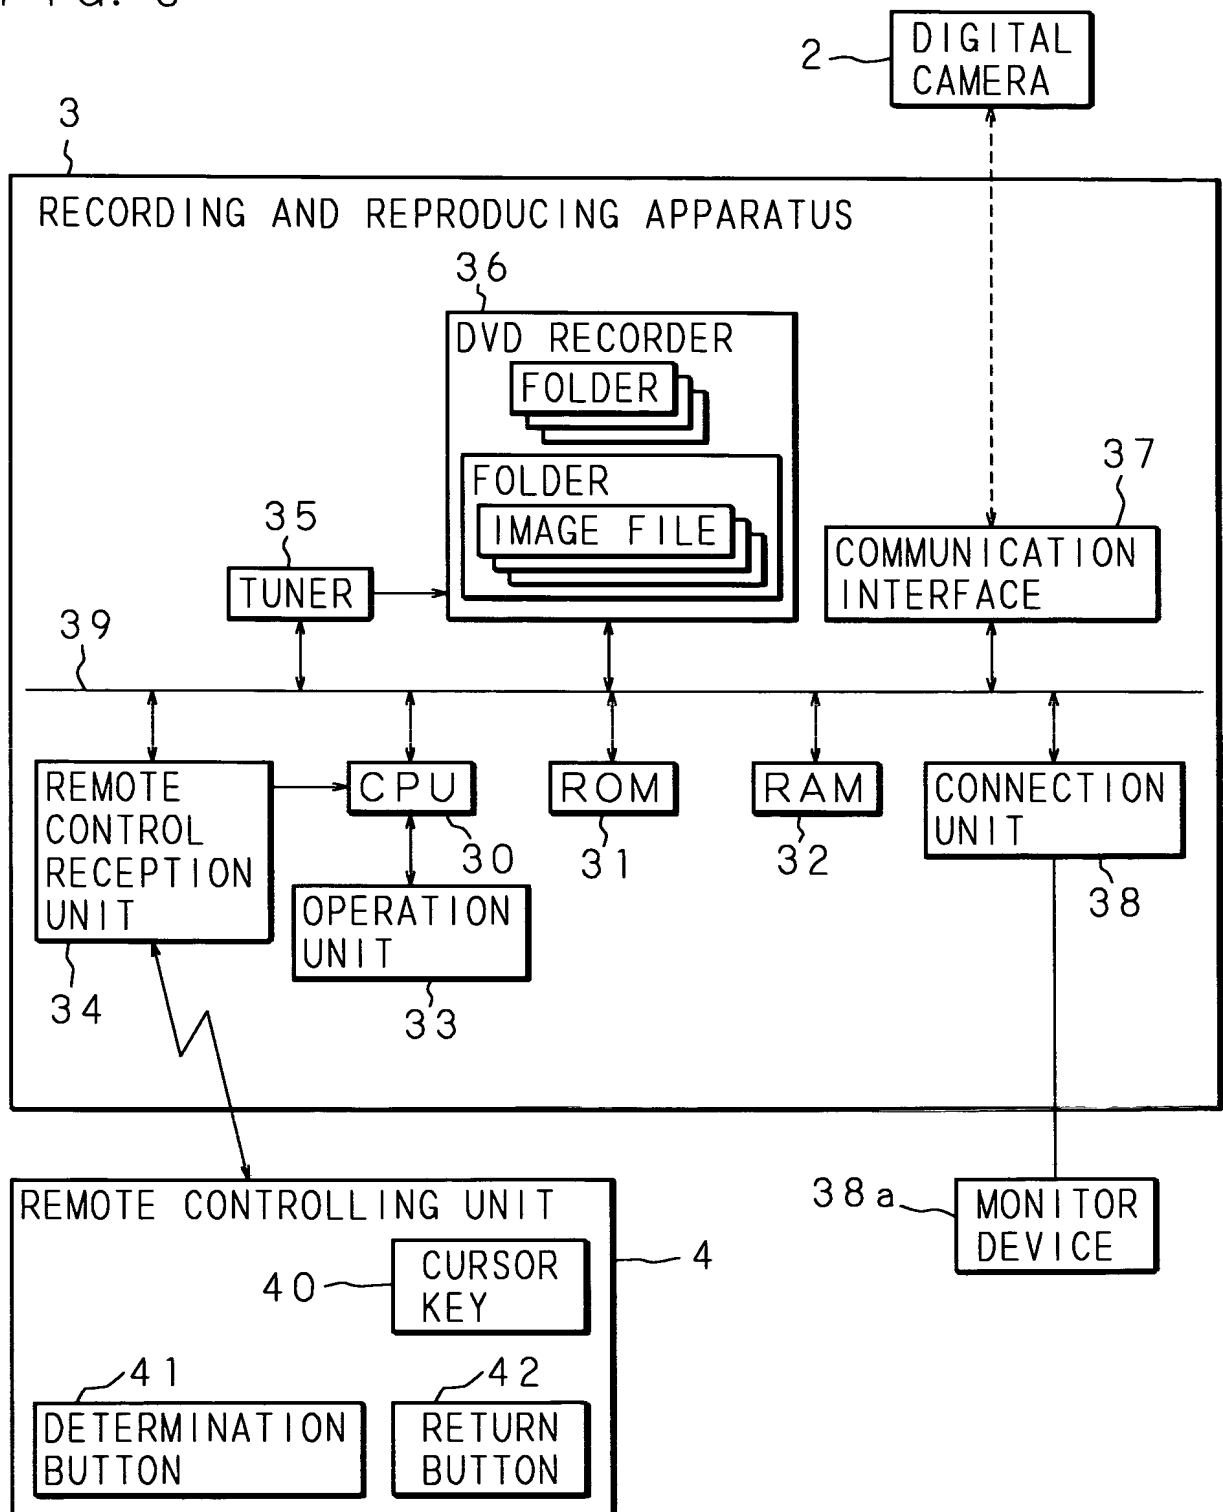 2
DIGITAL
CAMERA
3
RECORDING AND REPRODUCING APPARATUS
36
DVD RECORDER
FOLDER
FOLDER
IMAGE FILE
37
COMMUNICATION
INTERFACE
35
TUNER
39
REMOTE
CONTROL
RECEPTION
UNIT
34
CPU
30
OPERATION
UNIT
33
ROM
31
RAM
32
CONNECTION
UNIT
38
REMOTE CONTROLLING UNIT
4
40
CURSOR
KEY
41
DETERMINATION
BUTTON
42
RETURN
BUTTON
38a
MONITOR
DEVICE